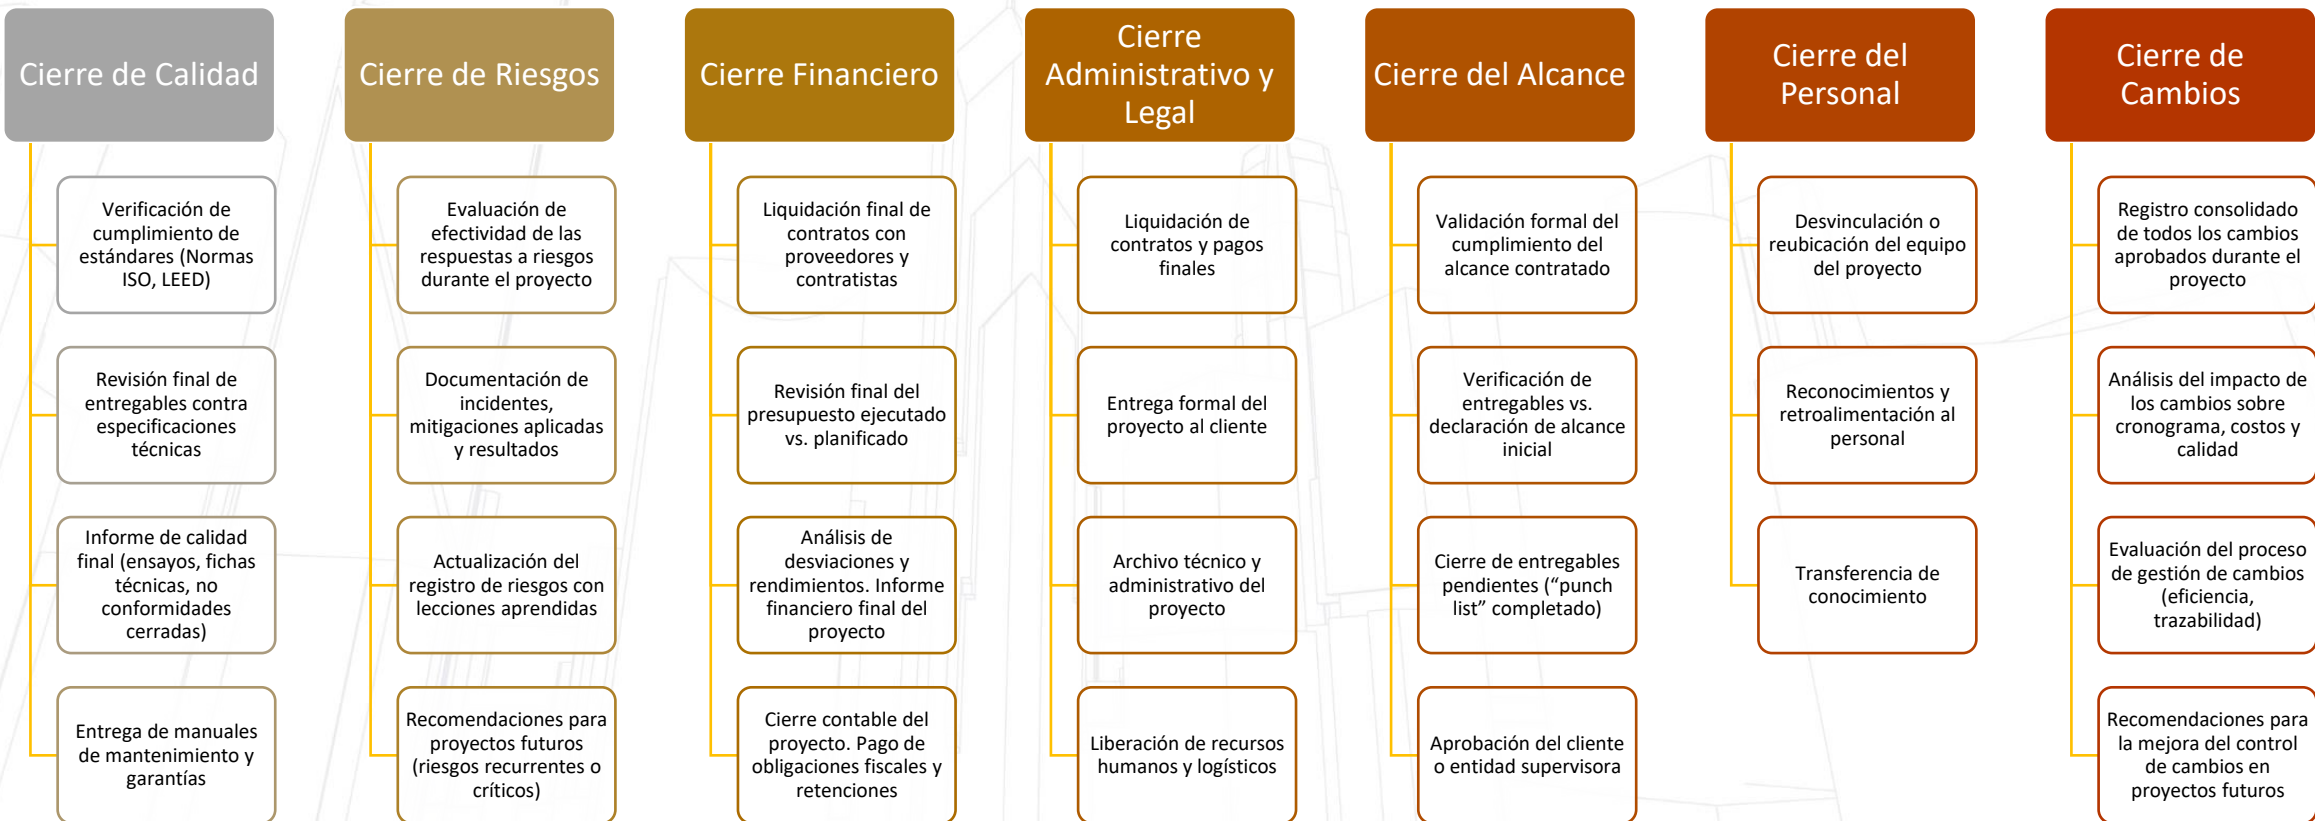 Cierre de Calidad
Verificación de
cumplimiento de
estándares (Normas
ISO, LEED)
Revisión final de
entregables contra
especificaciones
técnicas
Informe de calidad
final (ensayos, fichas
técnicas, no
conformidades
cerradas)
Entrega de manuales
de mantenimiento y
garantías
Cierre de Riesgos
Evaluación de
efectividad de las
respuestas a riesgos
durante el proyecto
Documentación de
incidentes,
mitigaciones aplicadas
y resultados
Actualización del
registro de riesgos con
lecciones aprendidas
Recomendaciones para
proyectos futuros
(riesgos recurrentes o
críticos)
Cierre Financiero
Liquidación final de
contratos con
proveedores y
contratistas
Revisión final del
presupuesto ejecutado
vs. planificado
Análisis de
desviaciones y
rendimientos. Informe
financiero final del
proyecto
Cierre contable del
proyecto. Pago de
obligaciones fiscales y
retenciones
Cierre
Administrativo y
Legal
Liquidación de
contratos y pagos
finales
Entrega formal del
proyecto al cliente
Archivo técnico y
administrativo del
proyecto
Liberación de recursos
humanos y logísticos
Cierre del Alcance
Validación formal del
cumplimiento del
alcance contratado
Verificación de
entregables vs.
declaración de alcance
inicial
Cierre de entregables
pendientes (“punch
list” completado)
Aprobación del cliente
o entidad supervisora
Cierre del
Personal
Desvinculación o
reubicación del equipo
del proyecto
Reconocimientos y
retroalimentación al
personal
Transferencia de
conocimiento
Cierre de
Cambios
Registro consolidado
de todos los cambios
aprobados durante el
proyecto
Análisis del impacto de
los cambios sobre
cronograma, costos y
calidad
Evaluación del proceso
de gestión de cambios
(eficiencia,
trazabilidad)
Recomendaciones para
la mejora del control
de cambios en
proyectos futuros